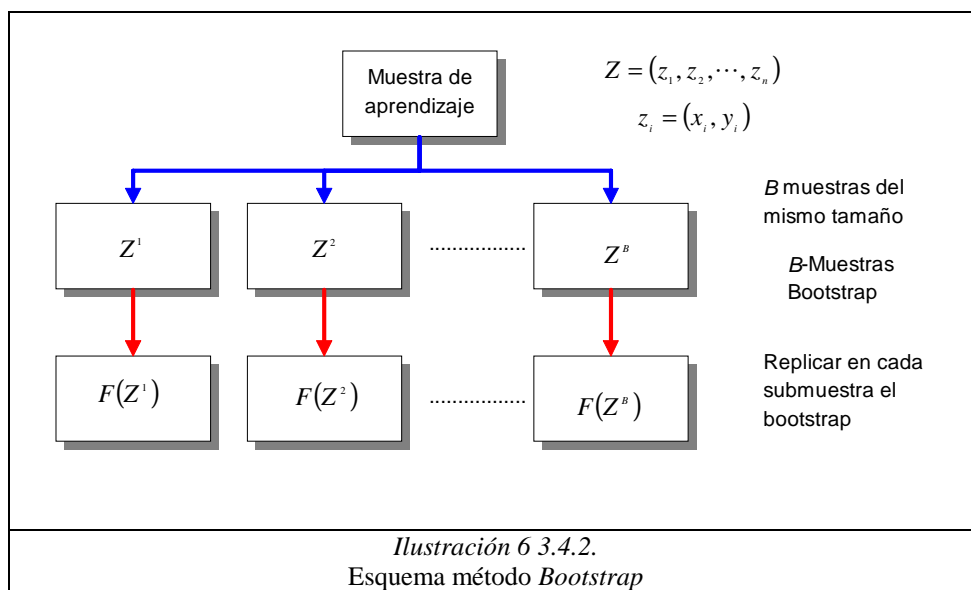 Muestra de
aprendizaje
Z = (z₁, z₂, ⋯, zₙ)
zᵢ = (xᵢ, yᵢ)
B muestras del
mismo tamaño
Z¹
Z²
.................
Zᴮ
B-Muestras
Bootstrap
Replicar en cada
submuestra el
bootstrap
F(Z¹)
F(Z²)
.................
F(Zᴮ)
Ilustración 6 3.4.2.
Esquema método Bootstrap